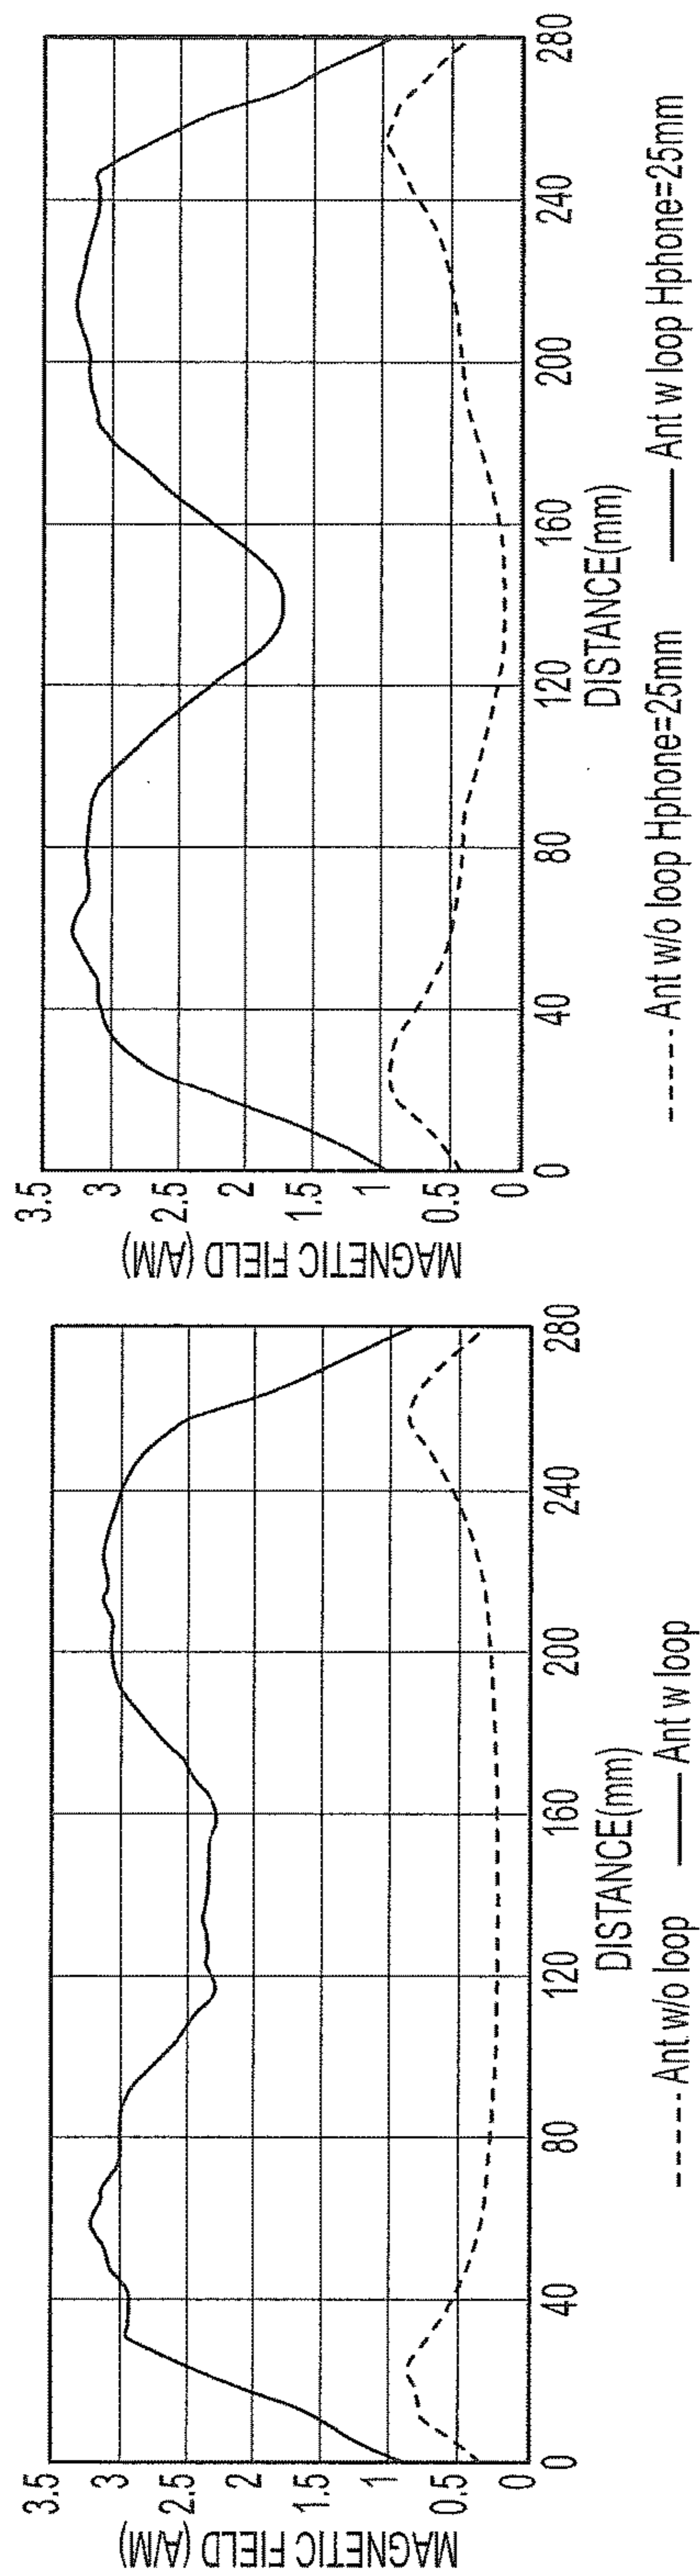 MAGNETIC FIELD (A/M)
3.5
3
2.5
2
1.5
1
0.5
0.0
0 40 80 120 160 200 240 280
DISTANCE(mm)
Ant w/o loop Ant w loop
MAGNETIC FIELD (A/M)
3.5
3
2.5
2
1.5
1
0.5
0
0 40 80 120 160 200 240 280
DISTANCE(mm)
Ant w/o loop Hphone=25mm Ant w loop Hphone=25mm